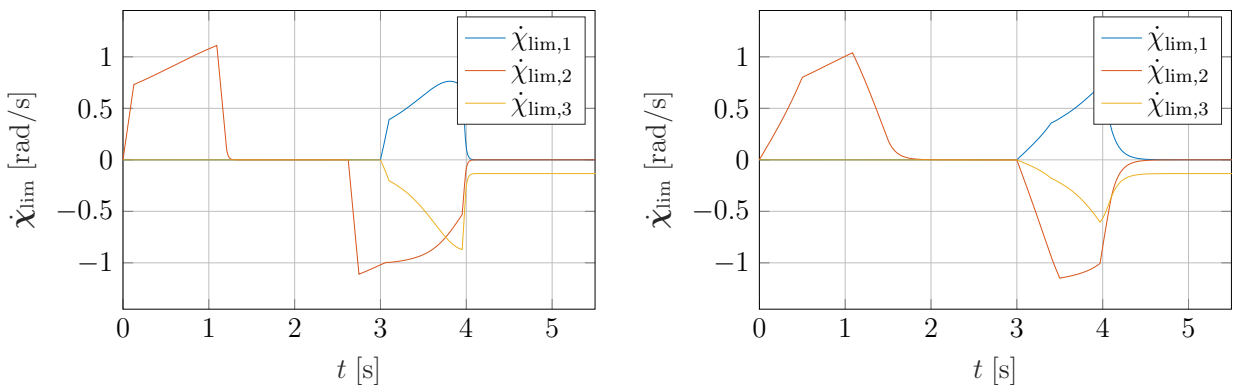 χ̇lim [rad/s]
1
0.5
0
−0.5
−1
0 1 2 3 4 5
t [s]
χ̇lim,1
χ̇lim,2
χ̇lim,3
χ̇lim [rad/s]
1
0.5
0
−0.5
−1
0 1 2 3 4 5
t [s]
χ̇lim,1
χ̇lim,2
χ̇lim,3